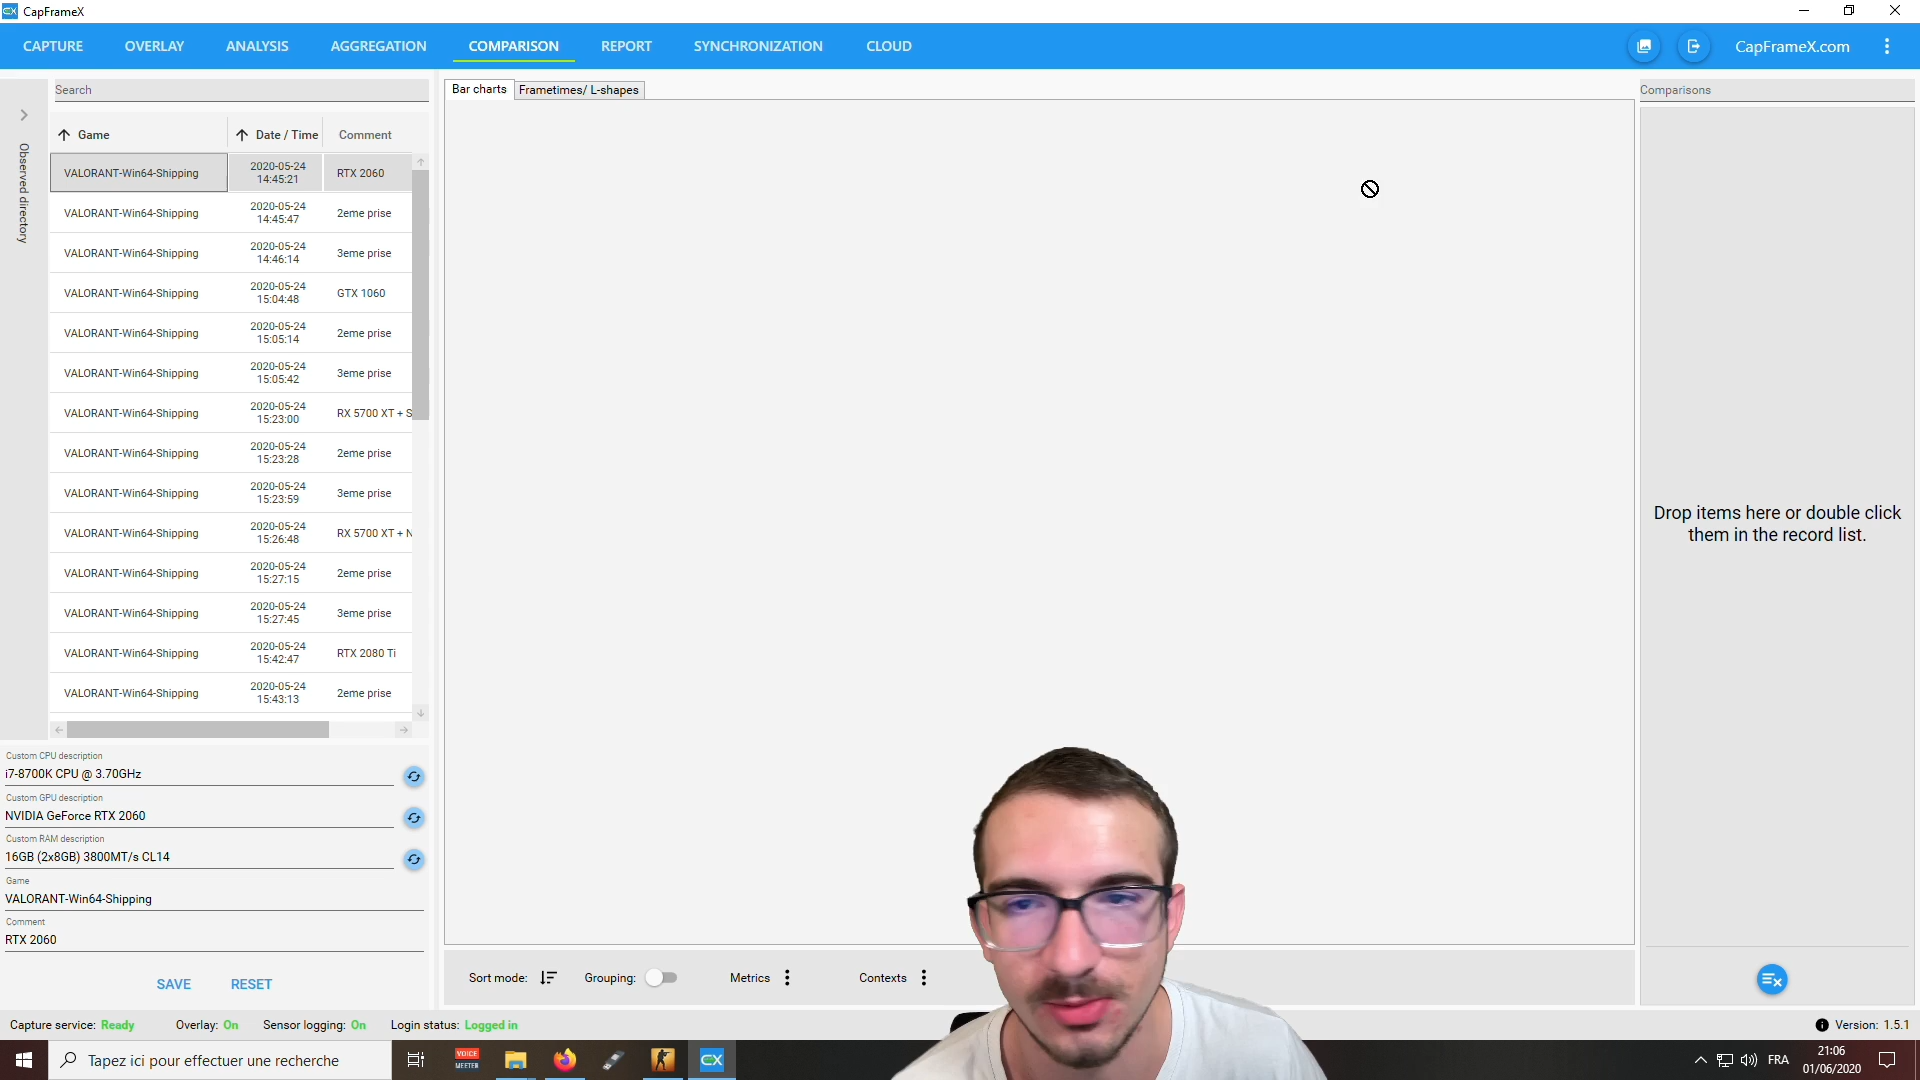 CX CapFrameX
CAPTURE OVERLAY ANALYSIS AGGREGATION COMPARISON REPORT SYNCHRONIZATION CLOUD CapFrameX.com
Search
Bar charts Frametimes/ L-shapes
Comparisons
Observed directory
Game Date / Time Comment
VALORANT-Win64-Shipping 2020-05-24 14:45:21 RTX 2060
VALORANT-Win64-Shipping 2020-05-24 14:45:47 2eme prise
VALORANT-Win64-Shipping 2020-05-24 14:46:14 3eme prise
VALORANT-Win64-Shipping 2020-05-24 15:04:48 GTX 1060
VALORANT-Win64-Shipping 2020-05-24 15:05:14 2eme prise
VALORANT-Win64-Shipping 2020-05-24 15:05:42 3eme prise
VALORANT-Win64-Shipping 2020-05-24 15:23:00 RX 5700 XT + S
VALORANT-Win64-Shipping 2020-05-24 15:23:28 2eme prise
VALORANT-Win64-Shipping 2020-05-24 15:23:59 3eme prise
VALORANT-Win64-Shipping 2020-05-24 15:26:48 RX 5700 XT + N
VALORANT-Win64-Shipping 2020-05-24 15:27:15 2eme prise
VALORANT-Win64-Shipping 2020-05-24 15:27:45 3eme prise
VALORANT-Win64-Shipping 2020-05-24 15:42:47 RTX 2080 Ti
VALORANT-Win64-Shipping 2020-05-24 15:43:13 2eme prise
Drop items here or double click
them in the record list.
Custom CPU description
i7-8700K CPU @ 3.70GHz
Custom GPU description
NVIDIA GeForce RTX 2060
Custom RAM description
16GB (2x8GB) 3800MT/s CL14
Game
VALORANT-Win64-Shipping
Comment
RTX 2060
SAVE RESET
Sort mode: Grouping: Metrics Contexts
Capture service: Ready Overlay: On Sensor logging: On Login status: Logged in
Version: 1.5.1
Tapez ici pour effectuer une recherche
VOICE
MEETER
CX
FRA
21:06
01/06/2020